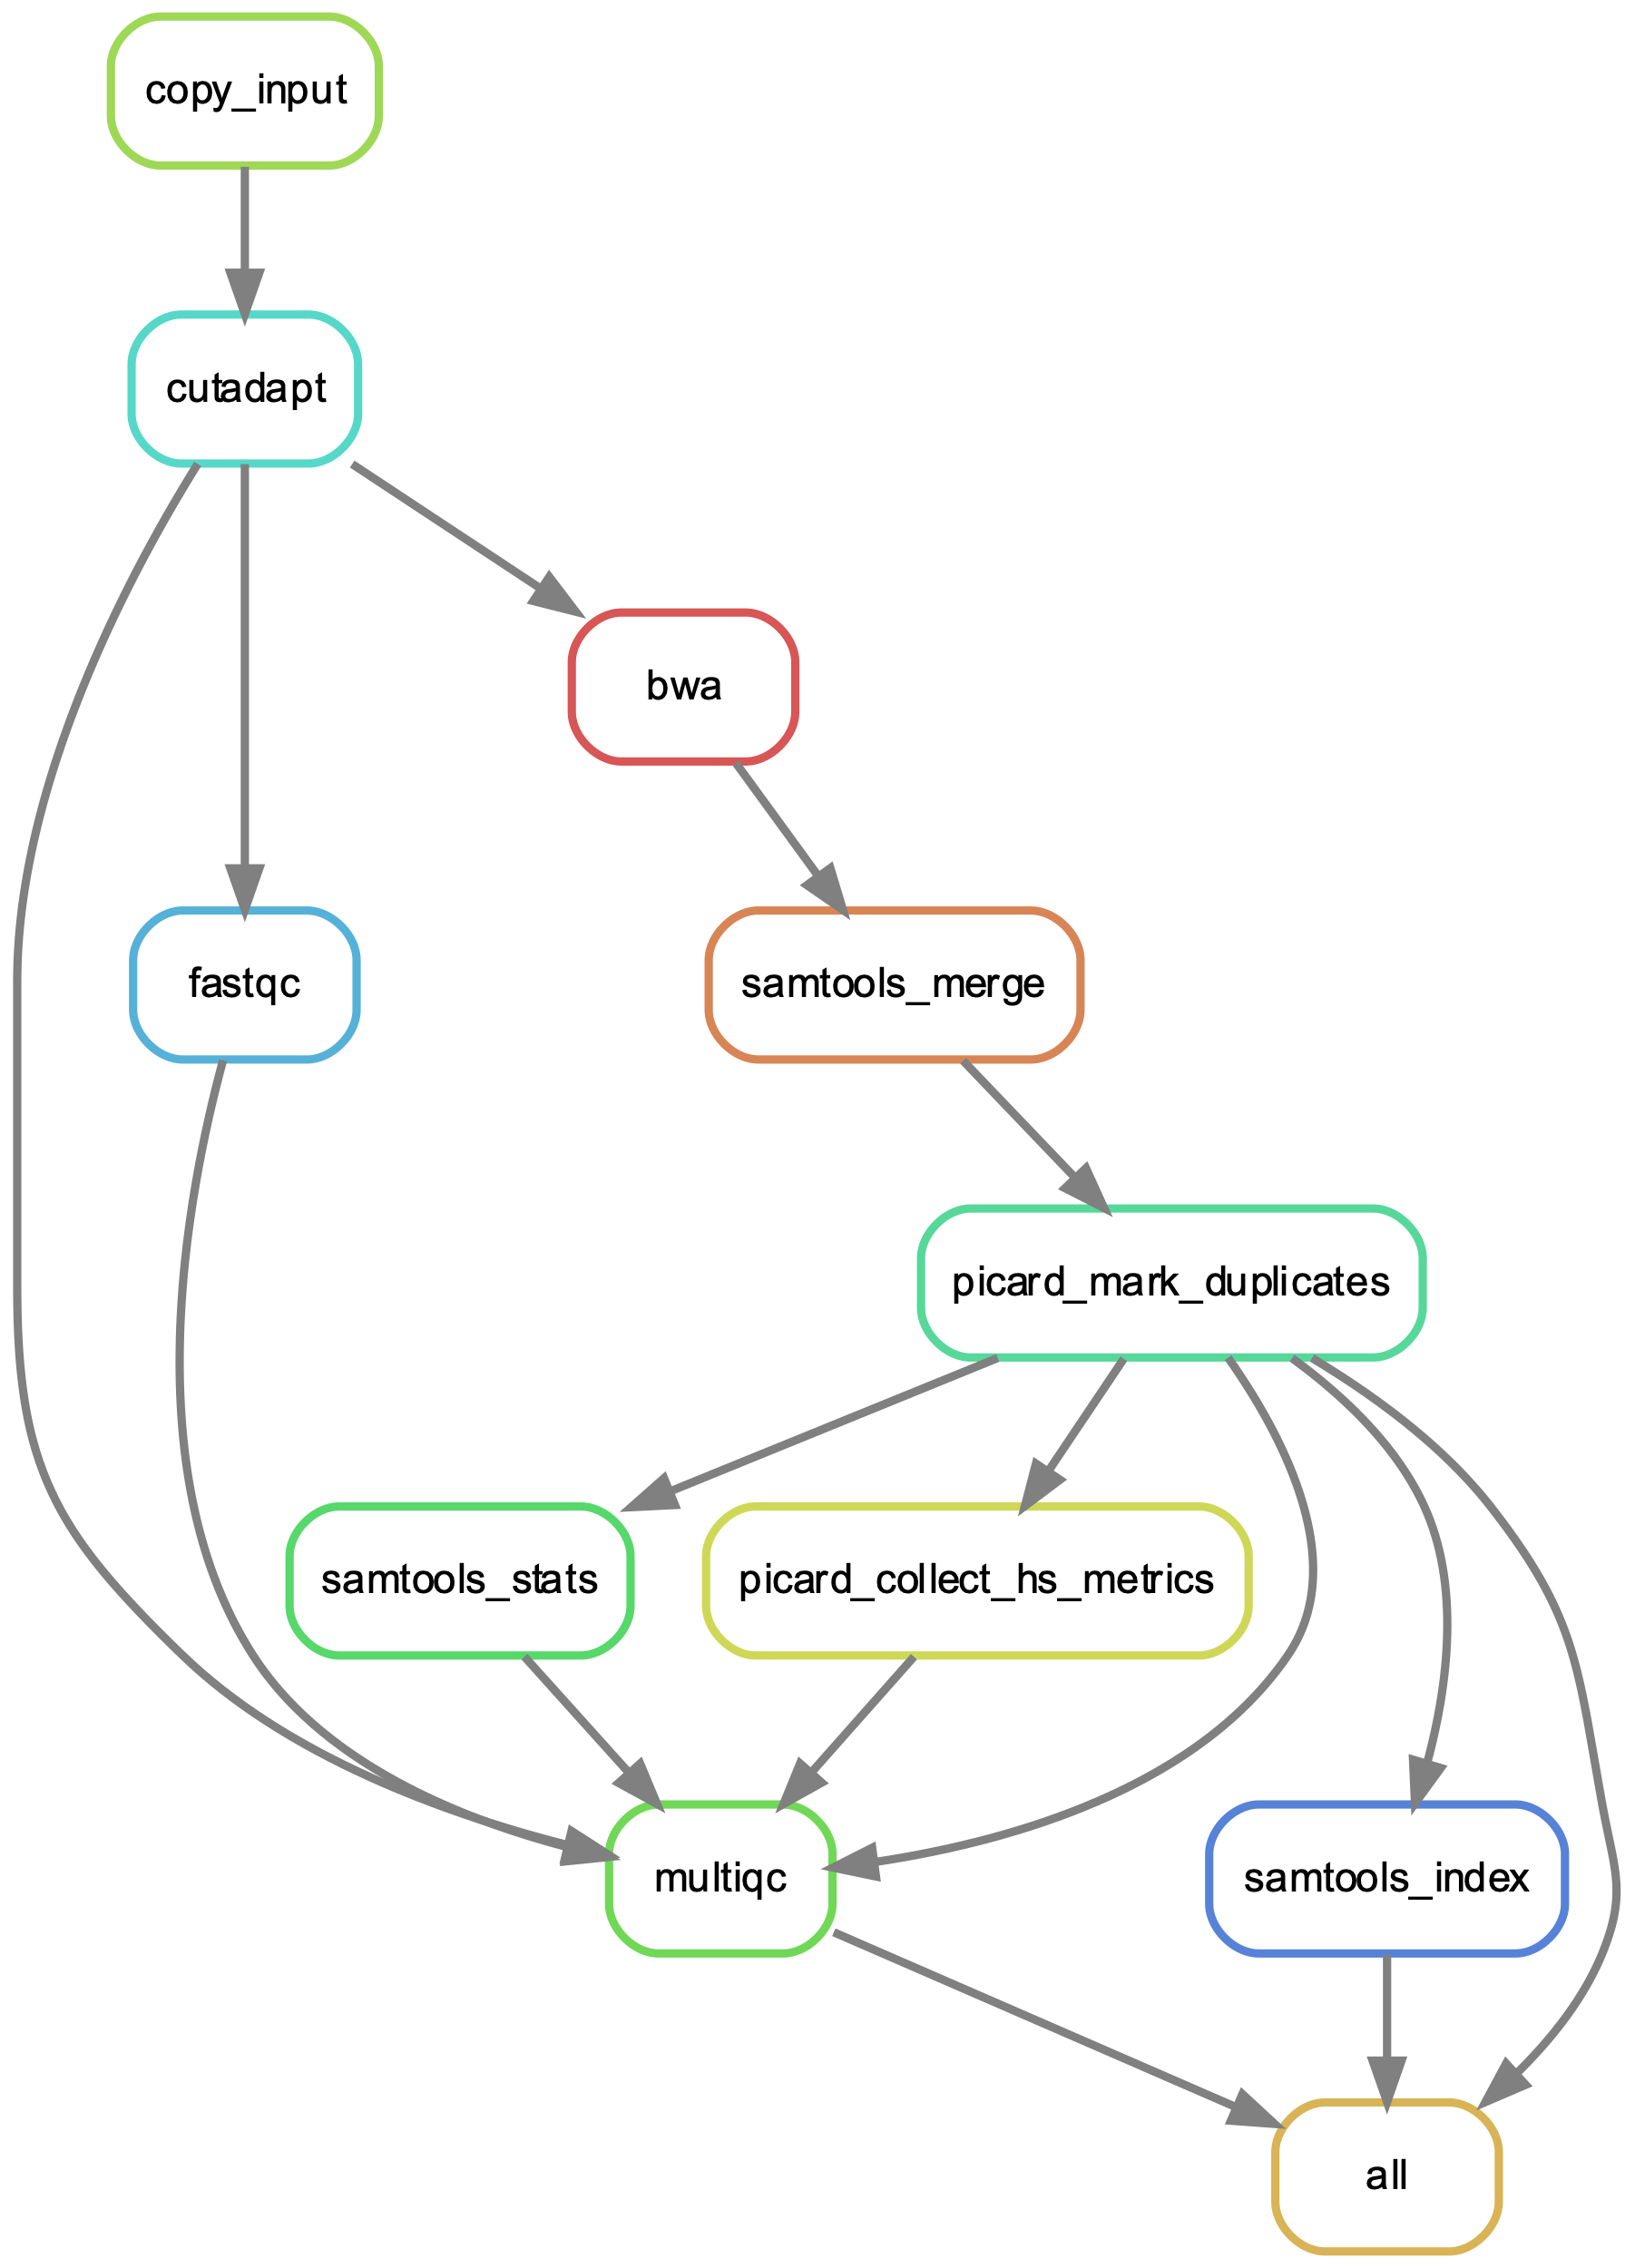 copy_input
cutadapt
bwa
fastqc
samtools_merge
picard_mark_duplicates
samtools_stats
picard_collect_hs_metrics
multiqc
samtools_index
all